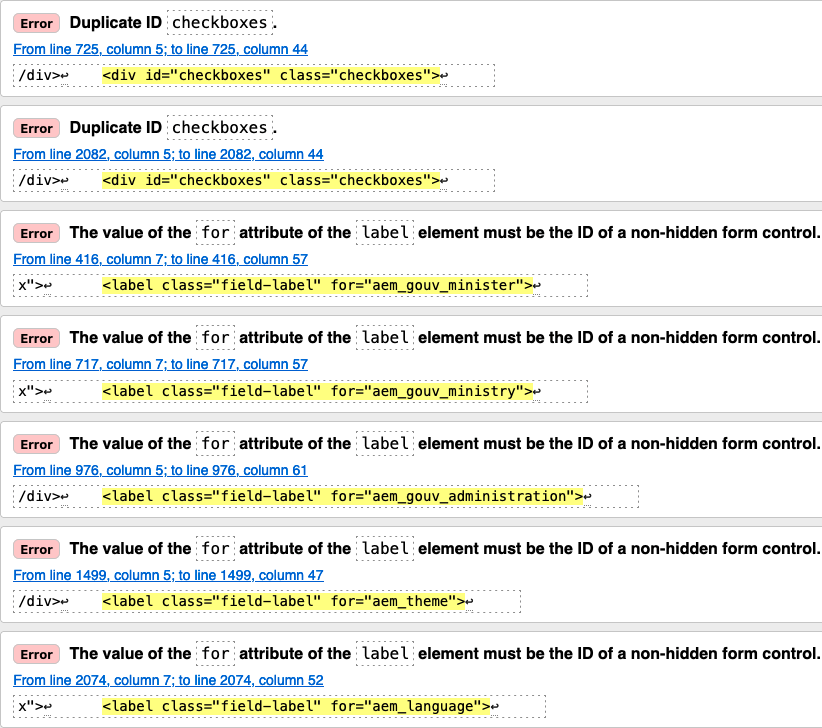 Error Duplicate ID checkboxes.
From line 725, column 5; to line 725, column 44
/div>↩    <div id="checkboxes" class="checkboxes">↩
Error Duplicate ID checkboxes.
From line 2082, column 5; to line 2082, column 44
/div>↩    <div id="checkboxes" class="checkboxes">↩
Error The value of the for attribute of the label element must be the ID of a non-hidden form control.
From line 416, column 7; to line 416, column 57
x">↩      <label class="field-label" for="aem_gouv_minister">↩
Error The value of the for attribute of the label element must be the ID of a non-hidden form control.
From line 717, column 7; to line 717, column 57
x">↩      <label class="field-label" for="aem_gouv_ministry">↩
Error The value of the for attribute of the label element must be the ID of a non-hidden form control.
From line 976, column 5; to line 976, column 61
/div>↩    <label class="field-label" for="aem_gouv_administration">↩
Error The value of the for attribute of the label element must be the ID of a non-hidden form control.
From line 1499, column 5; to line 1499, column 47
/div>↩    <label class="field-label" for="aem_theme">↩
Error The value of the for attribute of the label element must be the ID of a non-hidden form control.
From line 2074, column 7; to line 2074, column 52
x">↩      <label class="field-label" for="aem_language">↩